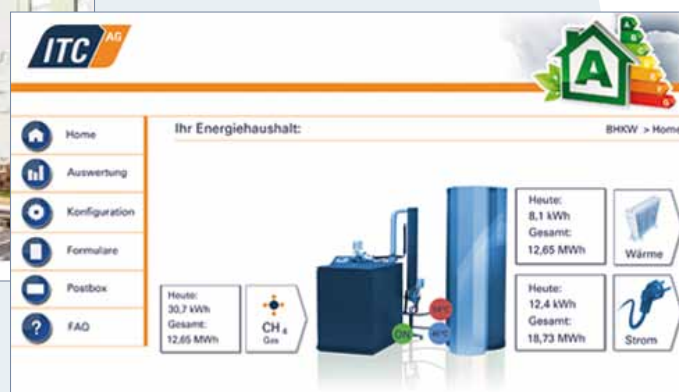 ITC AG
A
Ihr Energiehaushalt:
BHKW > Home
Home
Auswertung
Konfiguration
Formulare
Postbox
FAQ
Heute:
30,7 kWh
Gesamt:
12,65 MWh
CH4
Gas
ON
Heute:
8,1 kWh
Gesamt:
12,65 MWh
Wärme
Heute:
12,4 kWh
Gesamt:
18,73 MWh
Strom